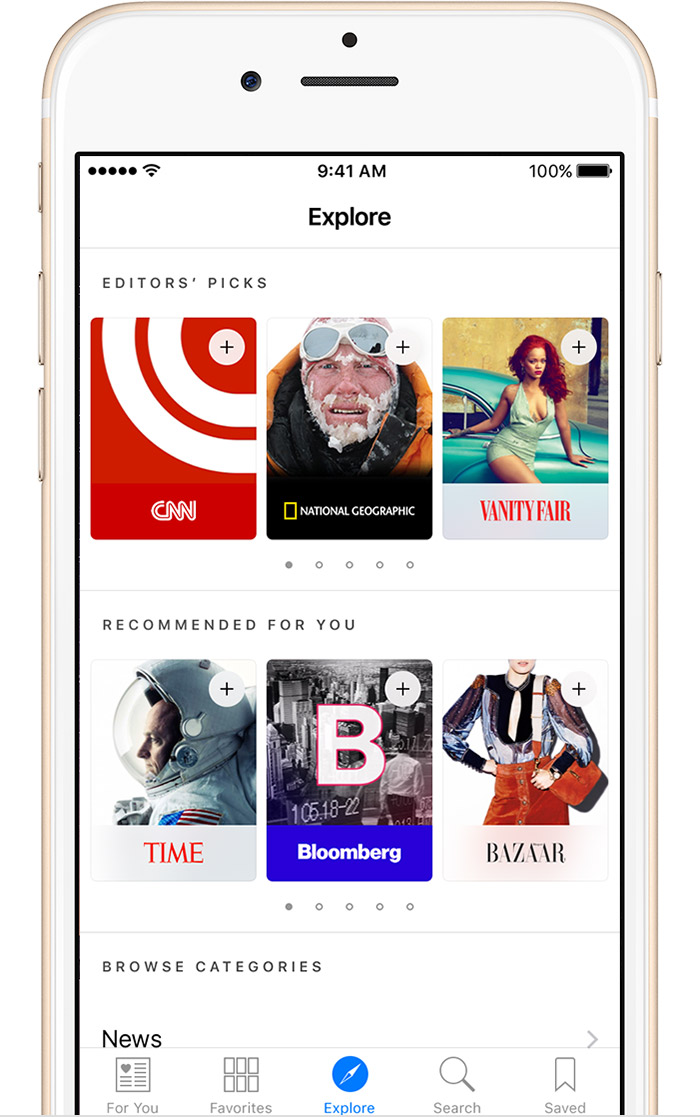 9:41 AM
100%
Explore
EDITORS’ PICKS
+
+
+
CNN
NATIONAL GEOGRAPHIC
VANITY FAIR
RECOMMENDED FOR YOU
+
+
+
B
105.18-22
TIME
Bloomberg
BAZAAR
BROWSE CATEGORIES
News
For You
Favorites
Explore
Search
Saved